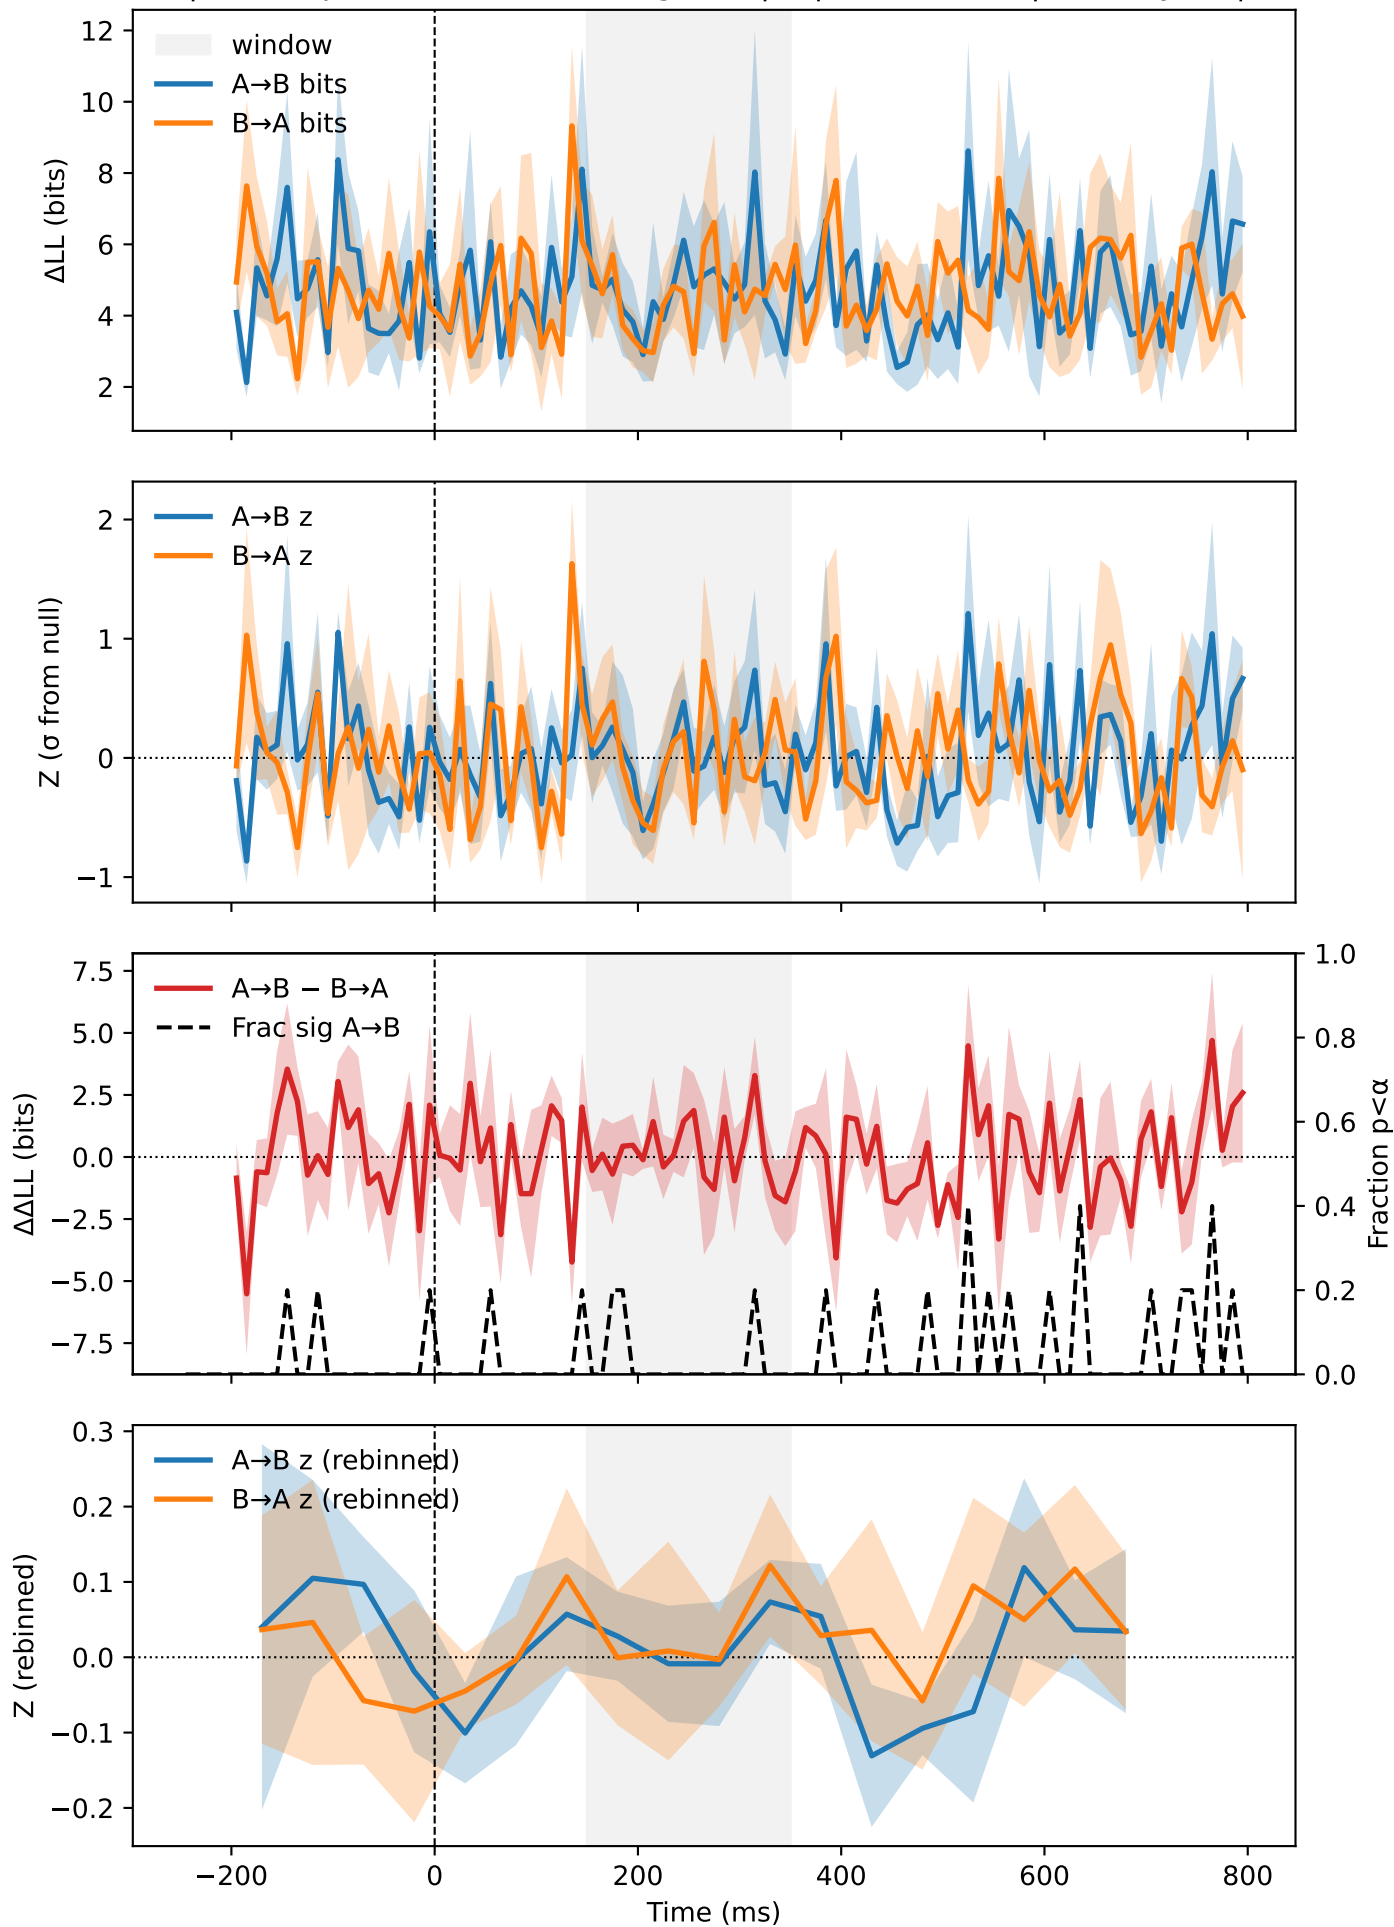 12
10
8
6
4
2
ΔLL (bits)
window
A→B bits
B→A bits
2
1
0
−1
Z (σ from null)
A→B z
B→A z
7.5
5.0
2.5
0.0
−2.5
−5.0
−7.5
ΔΔLL (bits)
A→B − B→A
Frac sig A→B
1.0
0.8
0.6
0.4
0.2
0.0
Fraction p<α
0.3
0.2
0.1
0.0
−0.1
−0.2
Z (rebinned)
A→B z (rebinned)
B→A z (rebinned)
−200
0
200
400
600
800
Time (ms)